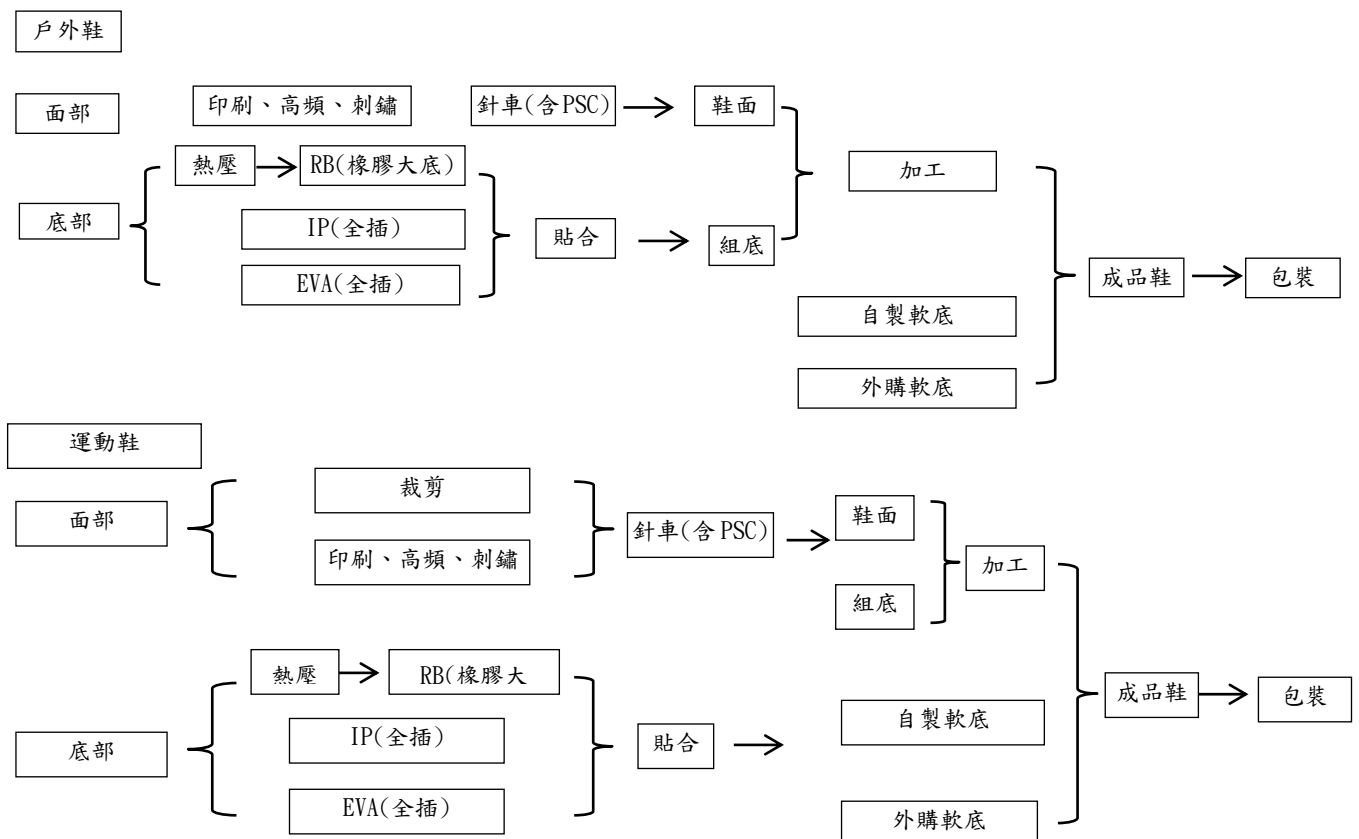 戶外鞋
面部
印刷、高頻、刺鏽
針車(含PSC)
鞋面
底部
熱壓
RB(橡膠大底)
IP(全插)
EVA(全插)
貼合
組底
加工
自製軟底
外購軟底
成品鞋
包裝
運動鞋
面部
裁剪
印刷、高頻、刺鏽
針車(含PSC)
鞋面
組底
加工
底部
熱壓
RB(橡膠大
IP(全插)
EVA(全插)
貼合
自製軟底
外購軟底
成品鞋
包裝